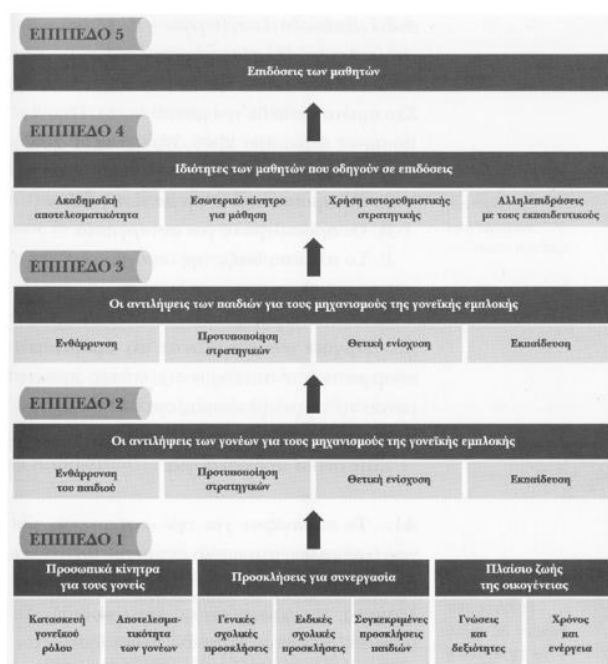 ΕΠΙΠΕΔΟ 5
Επιδόσεις των μαθητών
ΕΠΙΠΕΔΟ 4
Ιδιότητες των μαθητών που οδηγούν σε επιδόσεις
Ακαδημαϊκή
αποτελεσματικότητα
Εσωτερικό κίνητρο
για μάθηση
Χρήση αυτορυθμιστικής
στρατηγικής
Αλληλεπιδράσεις
με τους εκπαιδευτικούς
ΕΠΙΠΕΔΟ 3
Οι αντιλήψεις των παιδιών για τους μηχανισμούς της γονεϊκής εμπλοκής
Ενθάρρυνση
Προτυποποίηση
στρατηγικών
Θετική ενίσχυση
Εκπαίδευση
ΕΠΙΠΕΔΟ 2
Οι αντιλήψεις των γονέων για τους μηχανισμούς της γονεϊκής εμπλοκής
Ενθάρρυνση
του παιδιού
Προτυποποίηση
στρατηγικών
Θετική ενίσχυση
Εκπαίδευση
ΕΠΙΠΕΔΟ 1
Προσωπικά κίνητρα
για τους γονείς
Προσκλήσεις για συνεργασία
Πλαίσιο ζωής
της οικογένειας
Κατασκευή
γονεϊκού
ρόλου
Αποτελεσμα-
τικότητα
των γονέων
Γενικές
σχολικές
προσκλήσεις
Ειδικές
σχολικές
προσκλήσεις
Συγκεκριμένες
προσκλήσεις
παιδιών
Γνώσεις
και
δεξιότητες
Χρόνος
και
ενέργεια